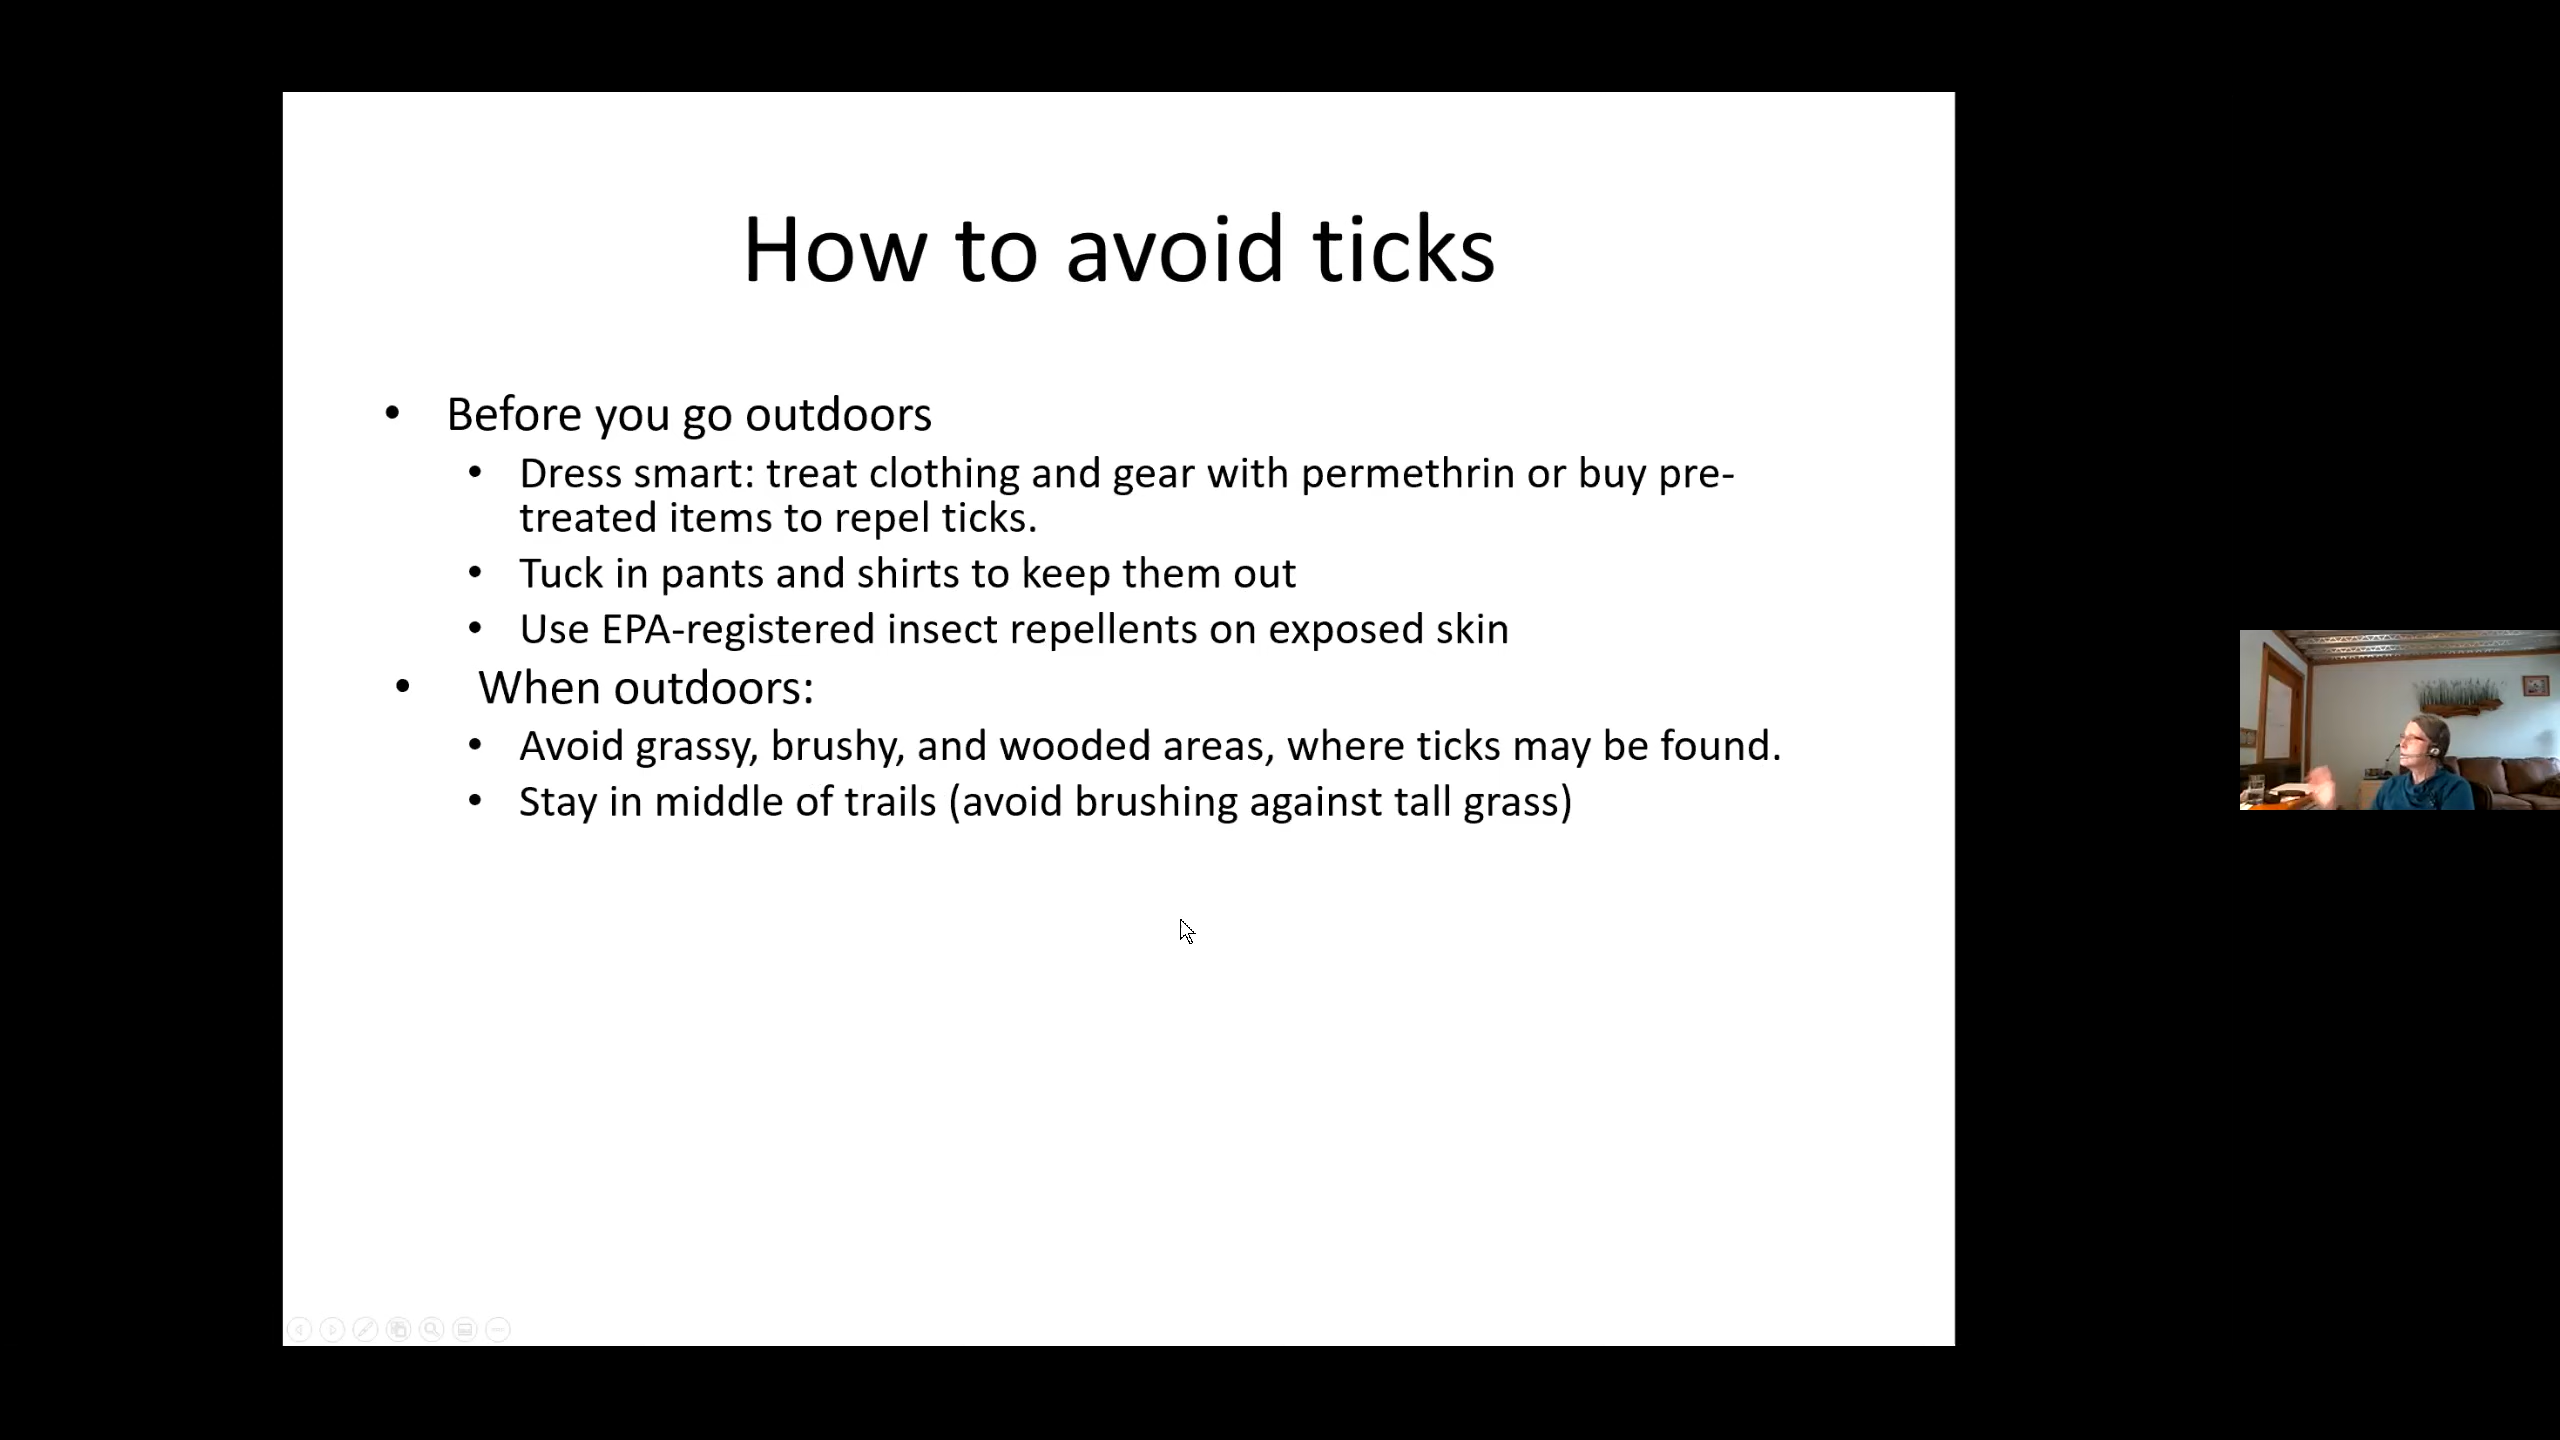 How to avoid ticks
• Before you go outdoors
• Dress smart: treat clothing and gear with permethrin or buy pre-
treated items to repel ticks.
• Tuck in pants and shirts to keep them out
• Use EPA-registered insect repellents on exposed skin
• When outdoors:
• Avoid grassy, brushy, and wooded areas, where ticks may be found.
• Stay in middle of trails (avoid brushing against tall grass)